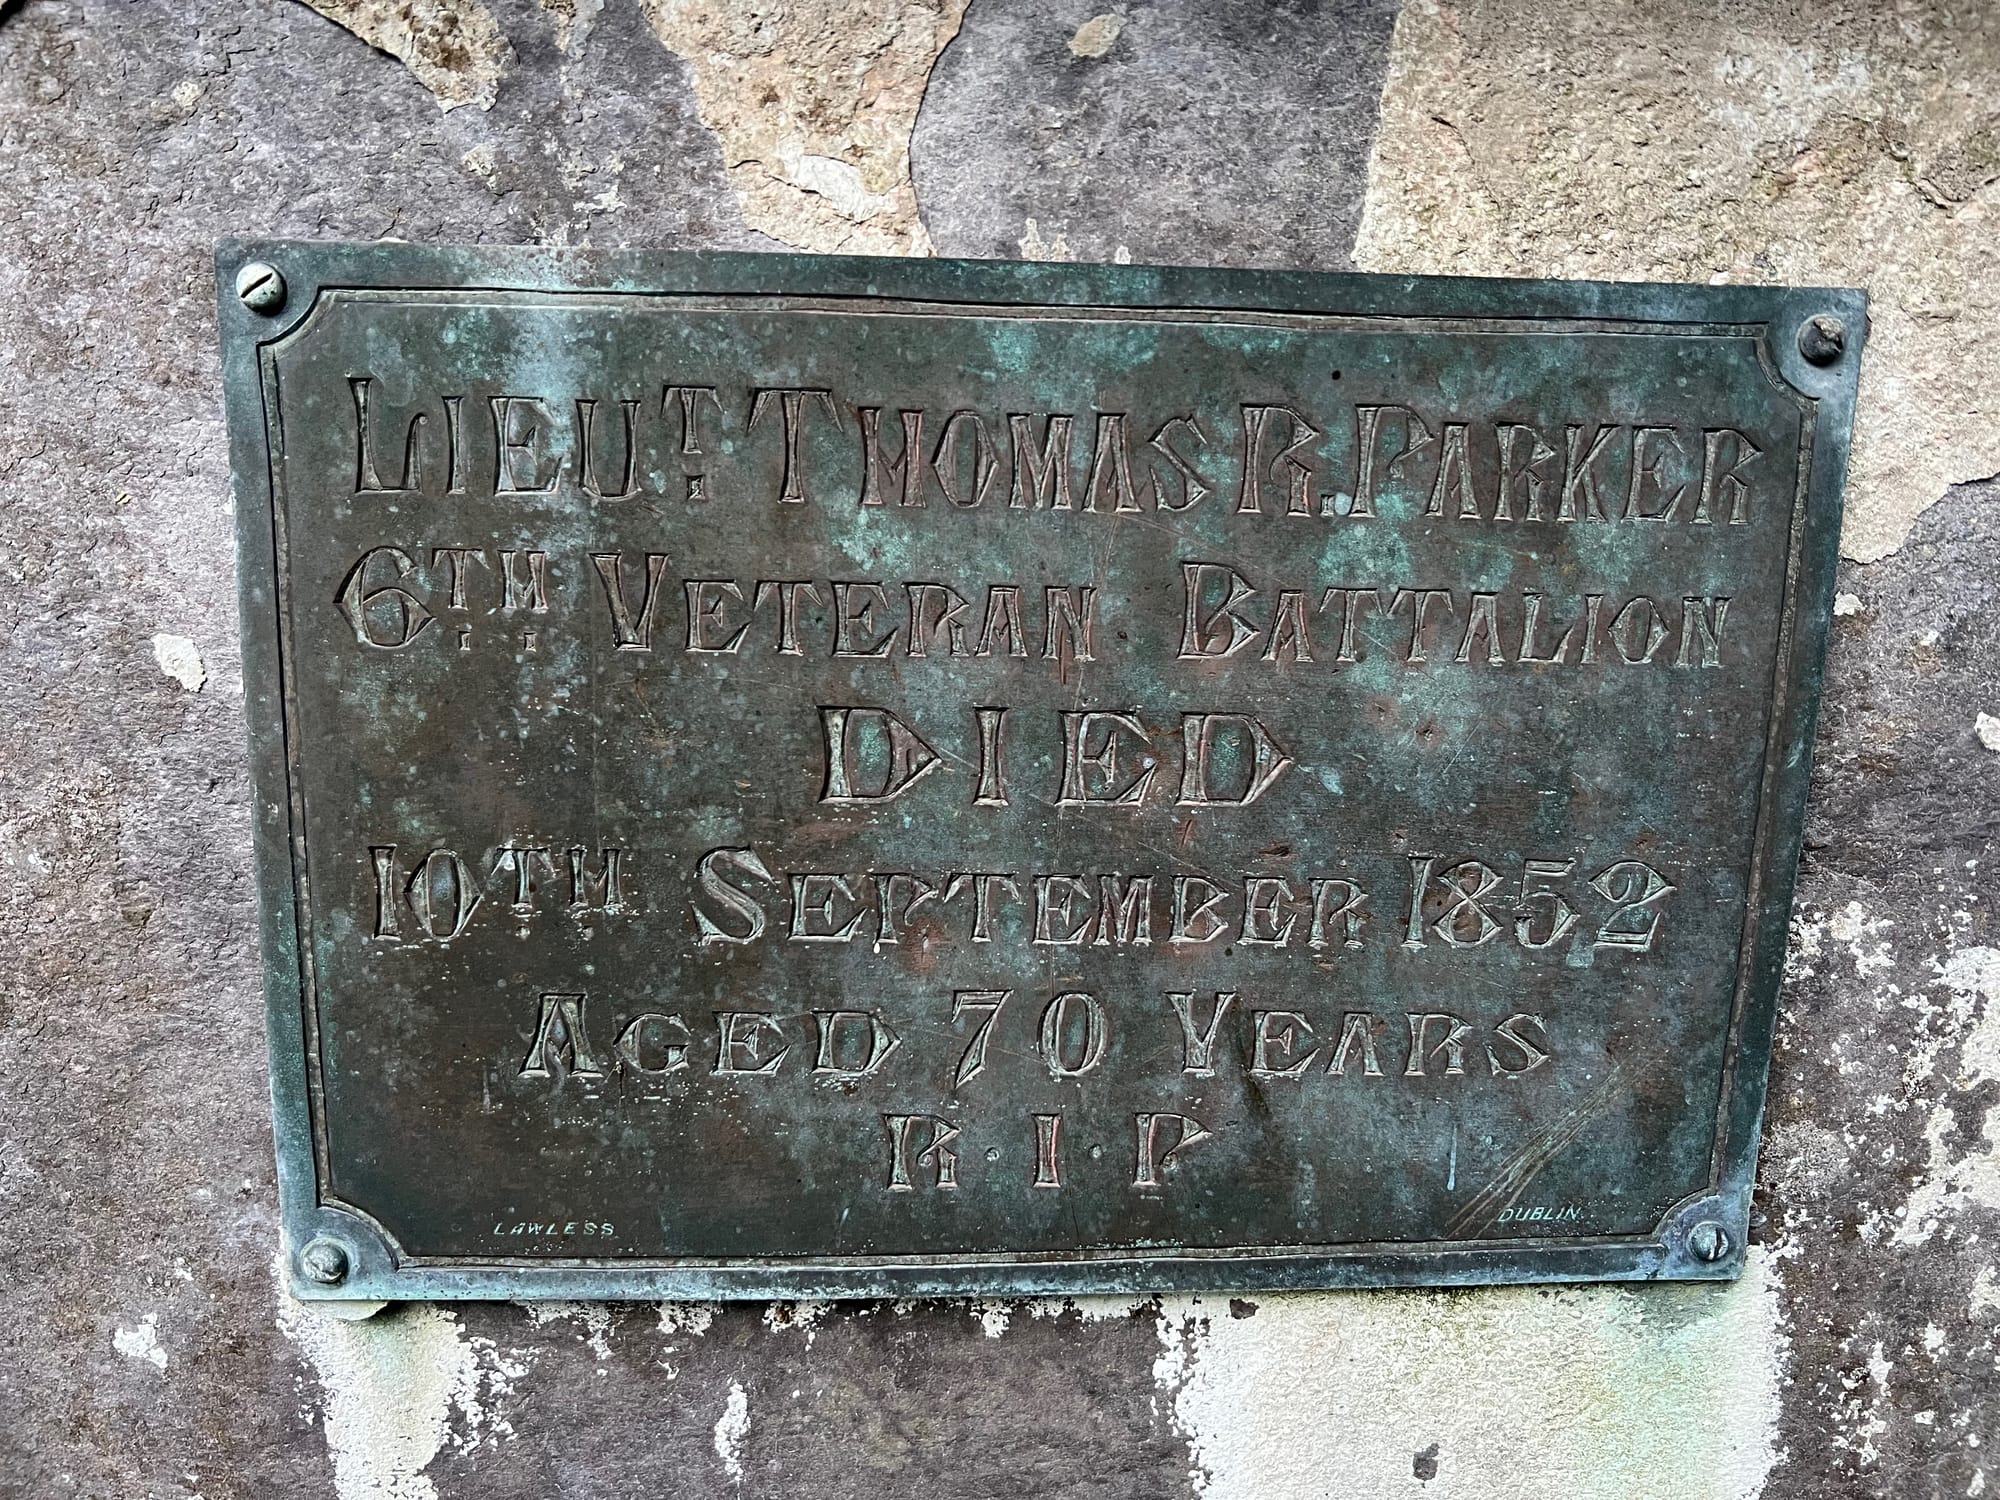 LIEUT. THOMAS R. PARKER
6TH VETERAN BATTALION
DIED
10TH SEPTEMBER 1852
AGED 70 YEARS
R·I·P
LAWLESS DUBLIN.